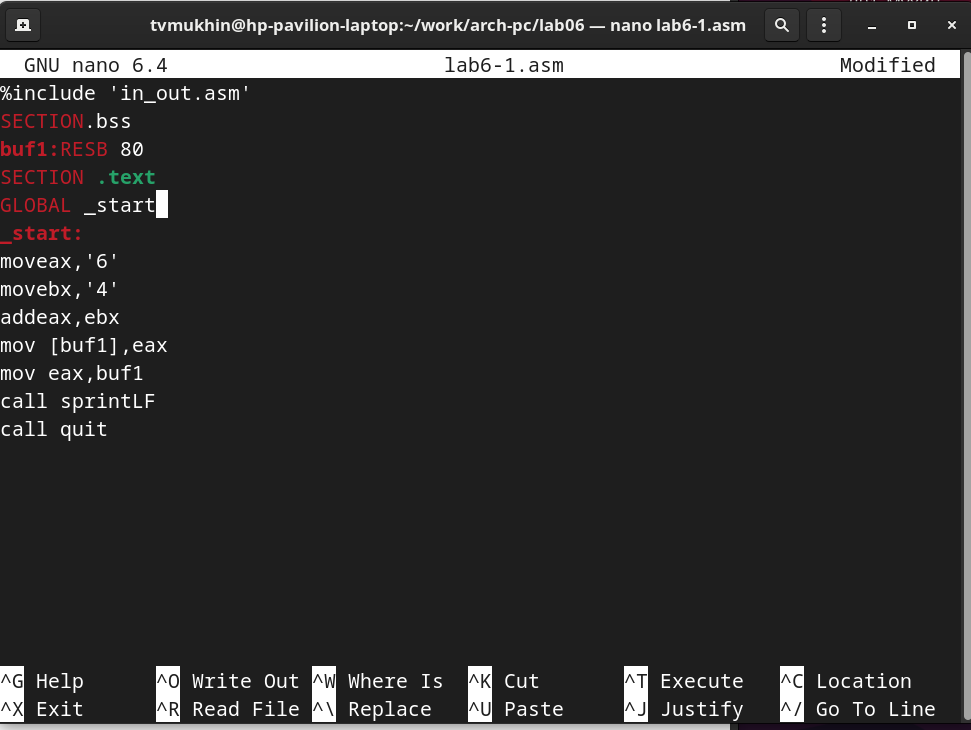 tvmukhin@hp-pavilion-laptop:~/work/arch-pc/lab06 — nano lab6-1.asm
GNU nano 6.4 lab6-1.asm Modified
%include 'in_out.asm'
SECTION.bss
buf1:RESB 80
SECTION .text
GLOBAL _start
_start:
moveax,'6'
movebx,'4'
addeax,ebx
mov [buf1],eax
mov eax,buf1
call sprintLF
call quit
^G Help ^O Write Out ^W Where Is ^K Cut ^T Execute ^C Location
^X Exit ^R Read File ^\ Replace ^U Paste ^J Justify ^/ Go To Line